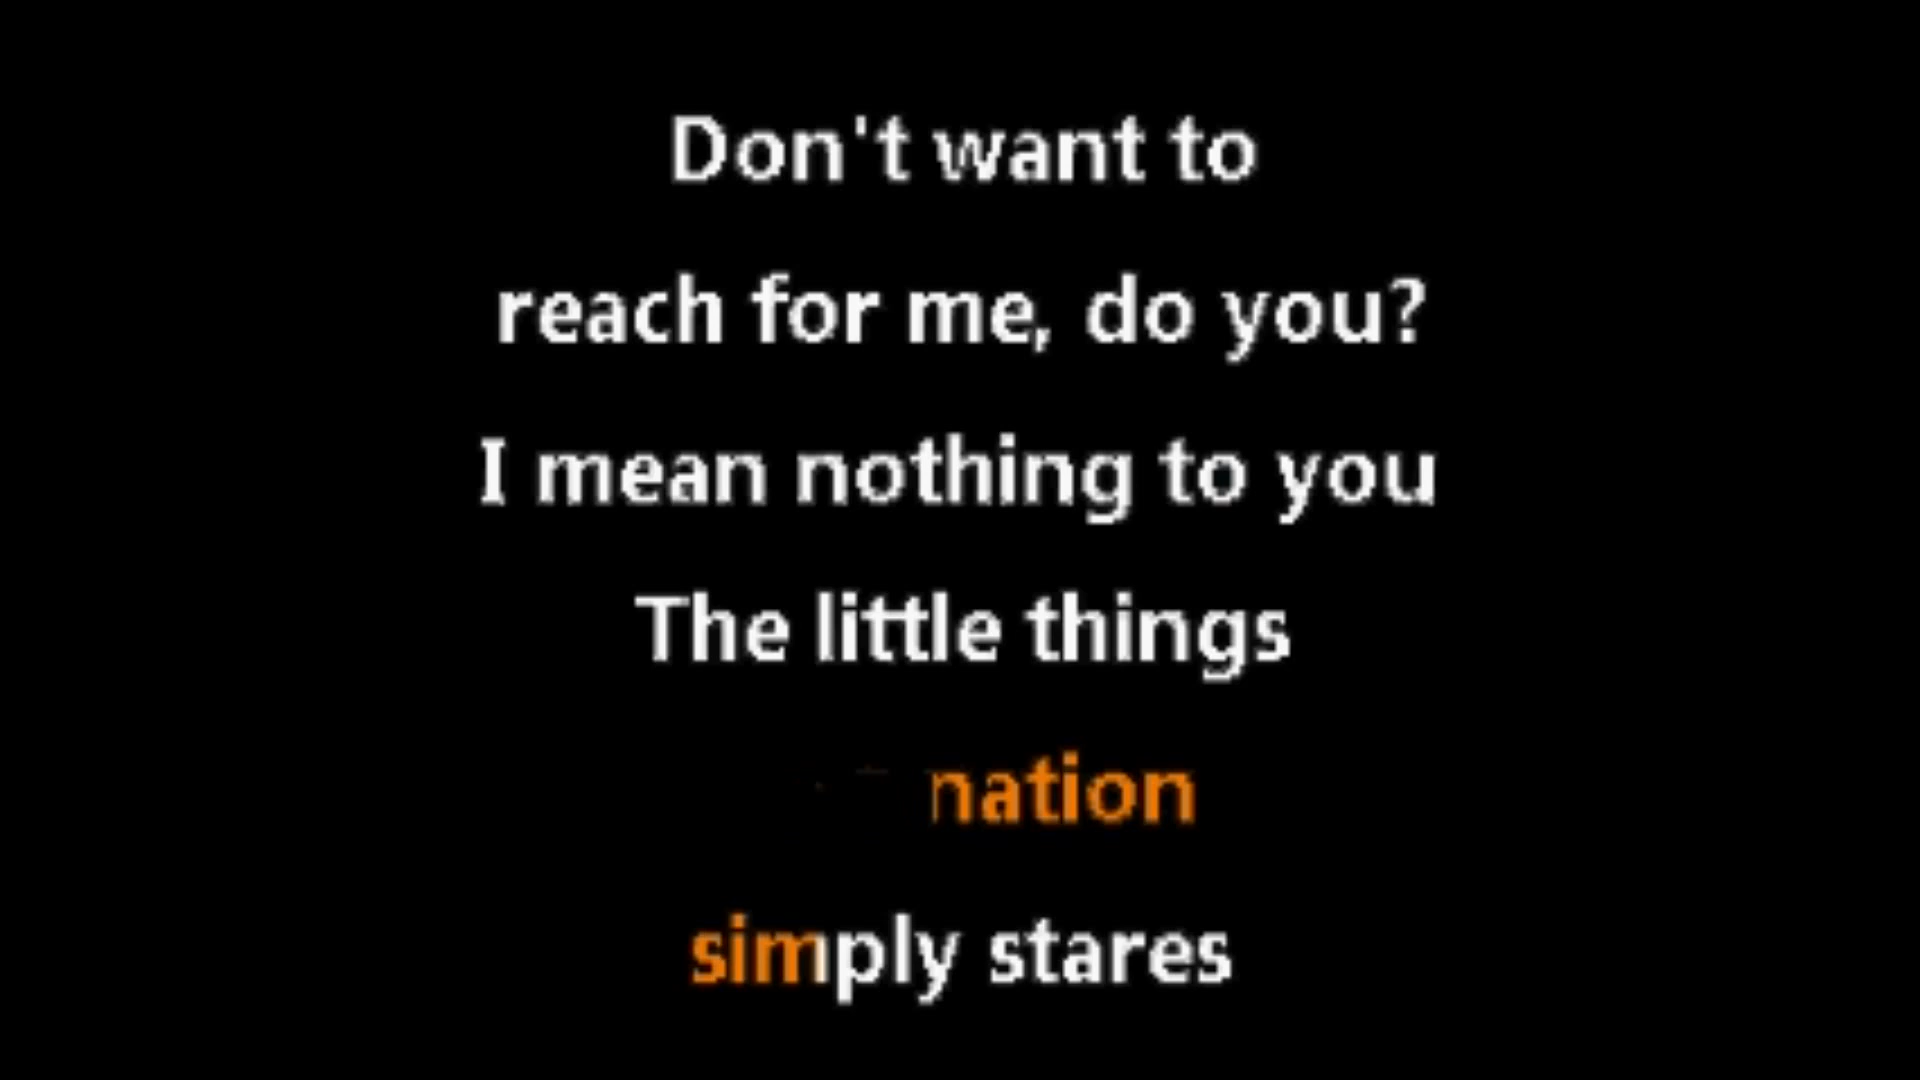 Don't want to
reach for me, do you?
I mean nothing to you
The little things
nation
simply stares